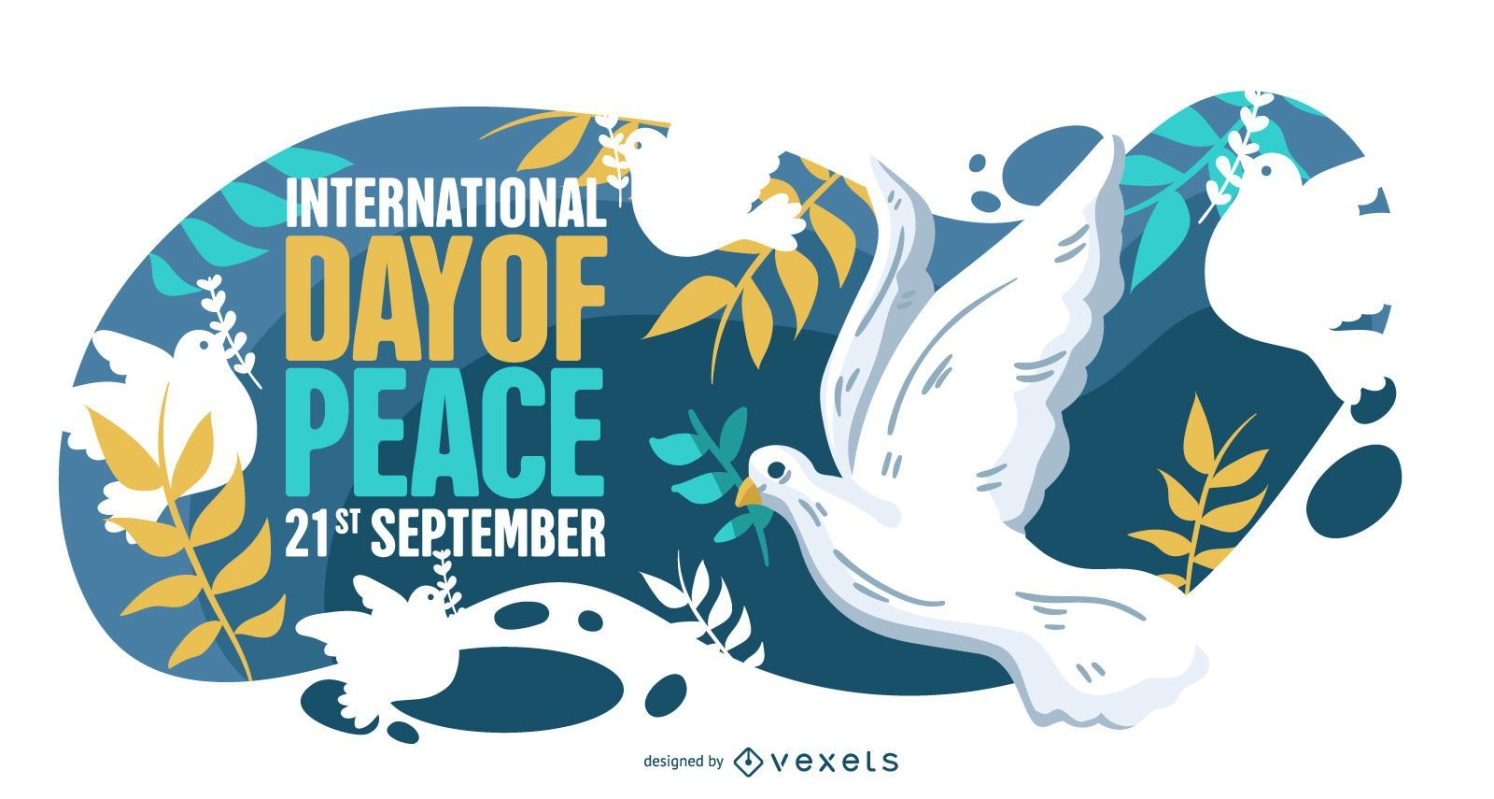 INTERNATIONAL
DAY OF
PEACE
21ST SEPTEMBER
designed by vexels